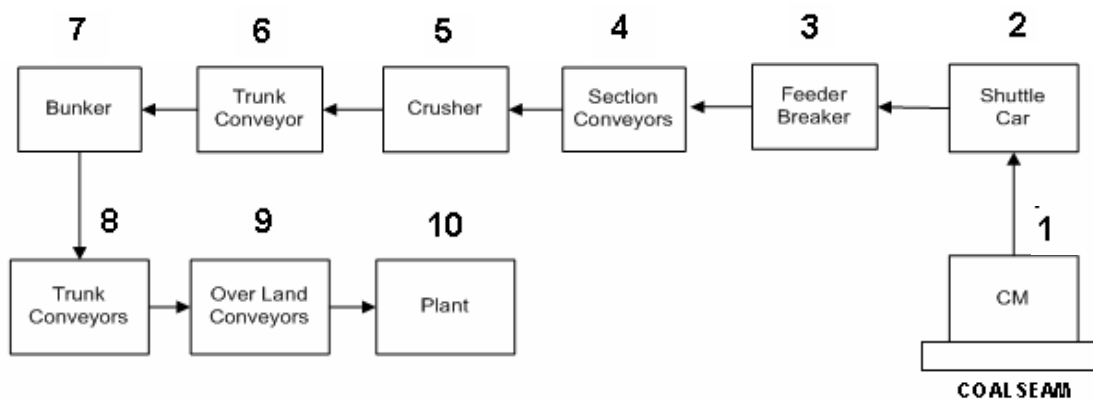 7
6
5
4
3
2
Bunker
Trunk
Conveyor
Crusher
Section
Conveyors
Feeder
Breaker
Shuttle
Car
8
9
10
1
Trunk
Conveyors
Over Land
Conveyors
Plant
CM
COAL SEAM